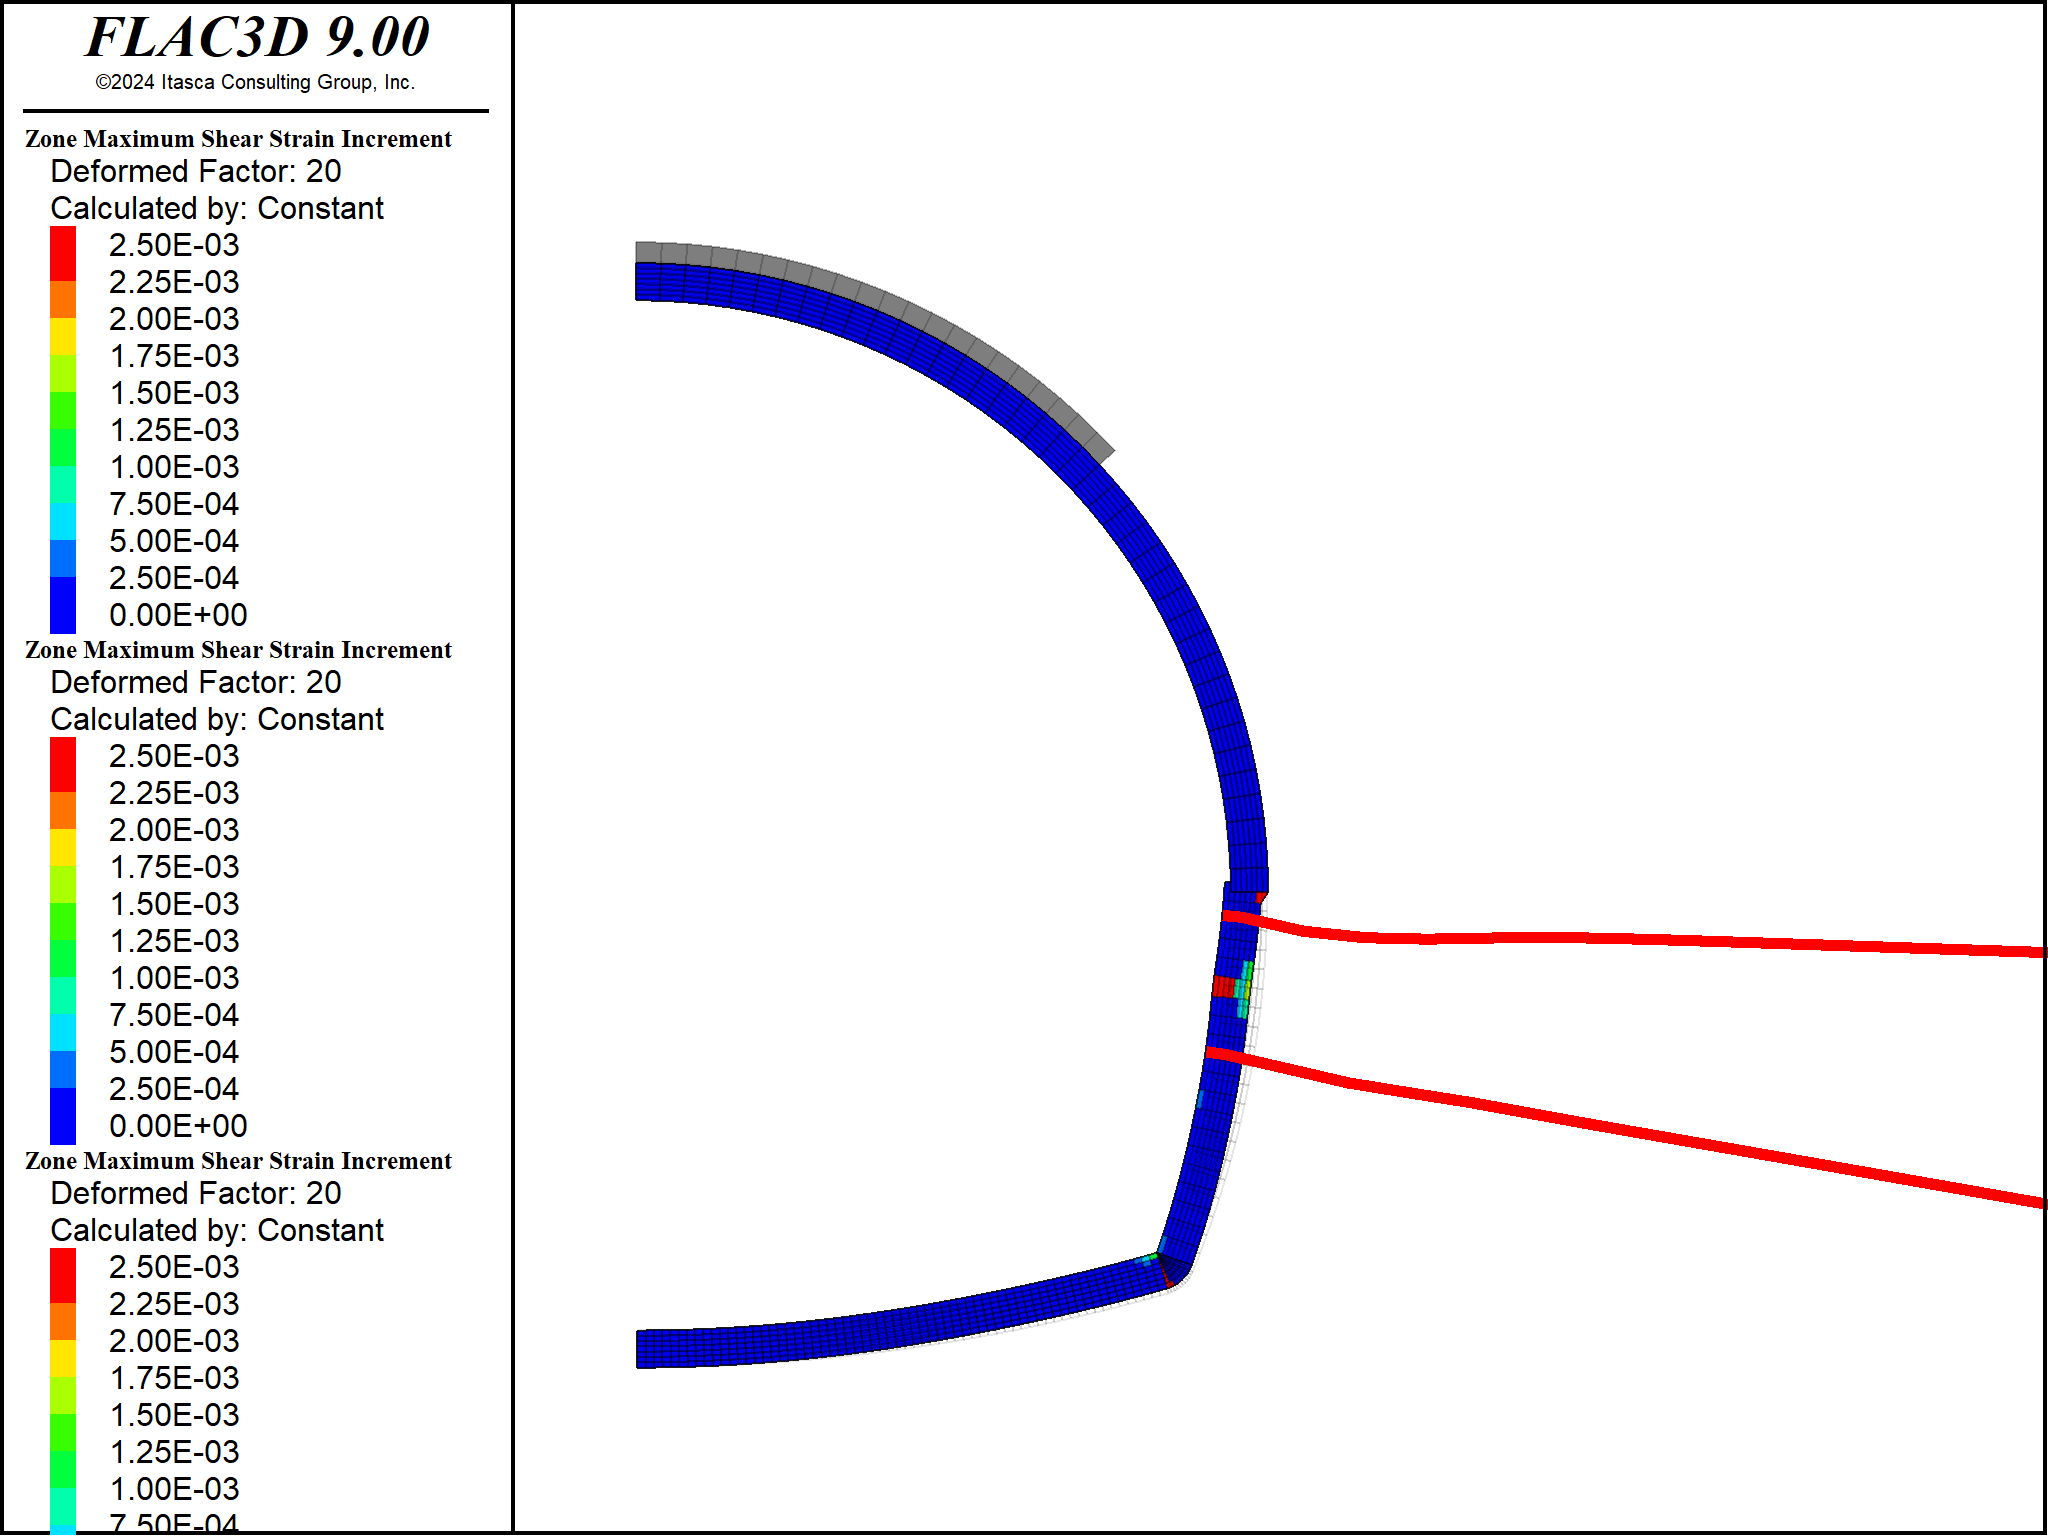 FLAC3D 9.00
©2024 Itasca Consulting Group, Inc.
Zone Maximum Shear Strain Increment
Deformed Factor: 20
Calculated by: Constant
2.50E-03
2.25E-03
2.00E-03
1.75E-03
1.50E-03
1.25E-03
1.00E-03
7.50E-04
5.00E-04
2.50E-04
0.00E+00
Zone Maximum Shear Strain Increment
Deformed Factor: 20
Calculated by: Constant
2.50E-03
2.25E-03
2.00E-03
1.75E-03
1.50E-03
1.25E-03
1.00E-03
7.50E-04
5.00E-04
2.50E-04
0.00E+00
Zone Maximum Shear Strain Increment
Deformed Factor: 20
Calculated by: Constant
2.50E-03
2.25E-03
2.00E-03
1.75E-03
1.50E-03
1.25E-03
1.00E-03
7.50E-04